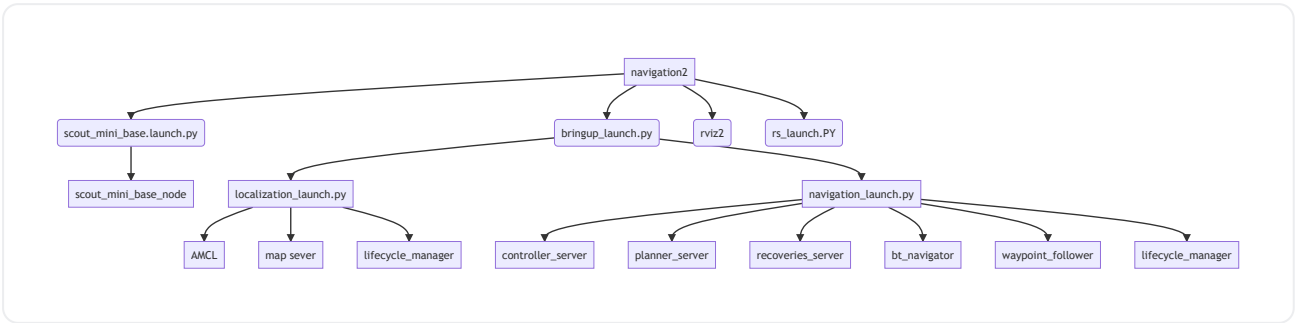 navigation2
scout_mini_base.launch.py
bringup_launch.py
rviz2
rs_launch.PY
scout_mini_base_node
localization_launch.py
navigation_launch.py
AMCL
map sever
lifecycle_manager
controller_server
planner_server
recoveries_server
bt_navigator
waypoint_follower
lifecycle_manager